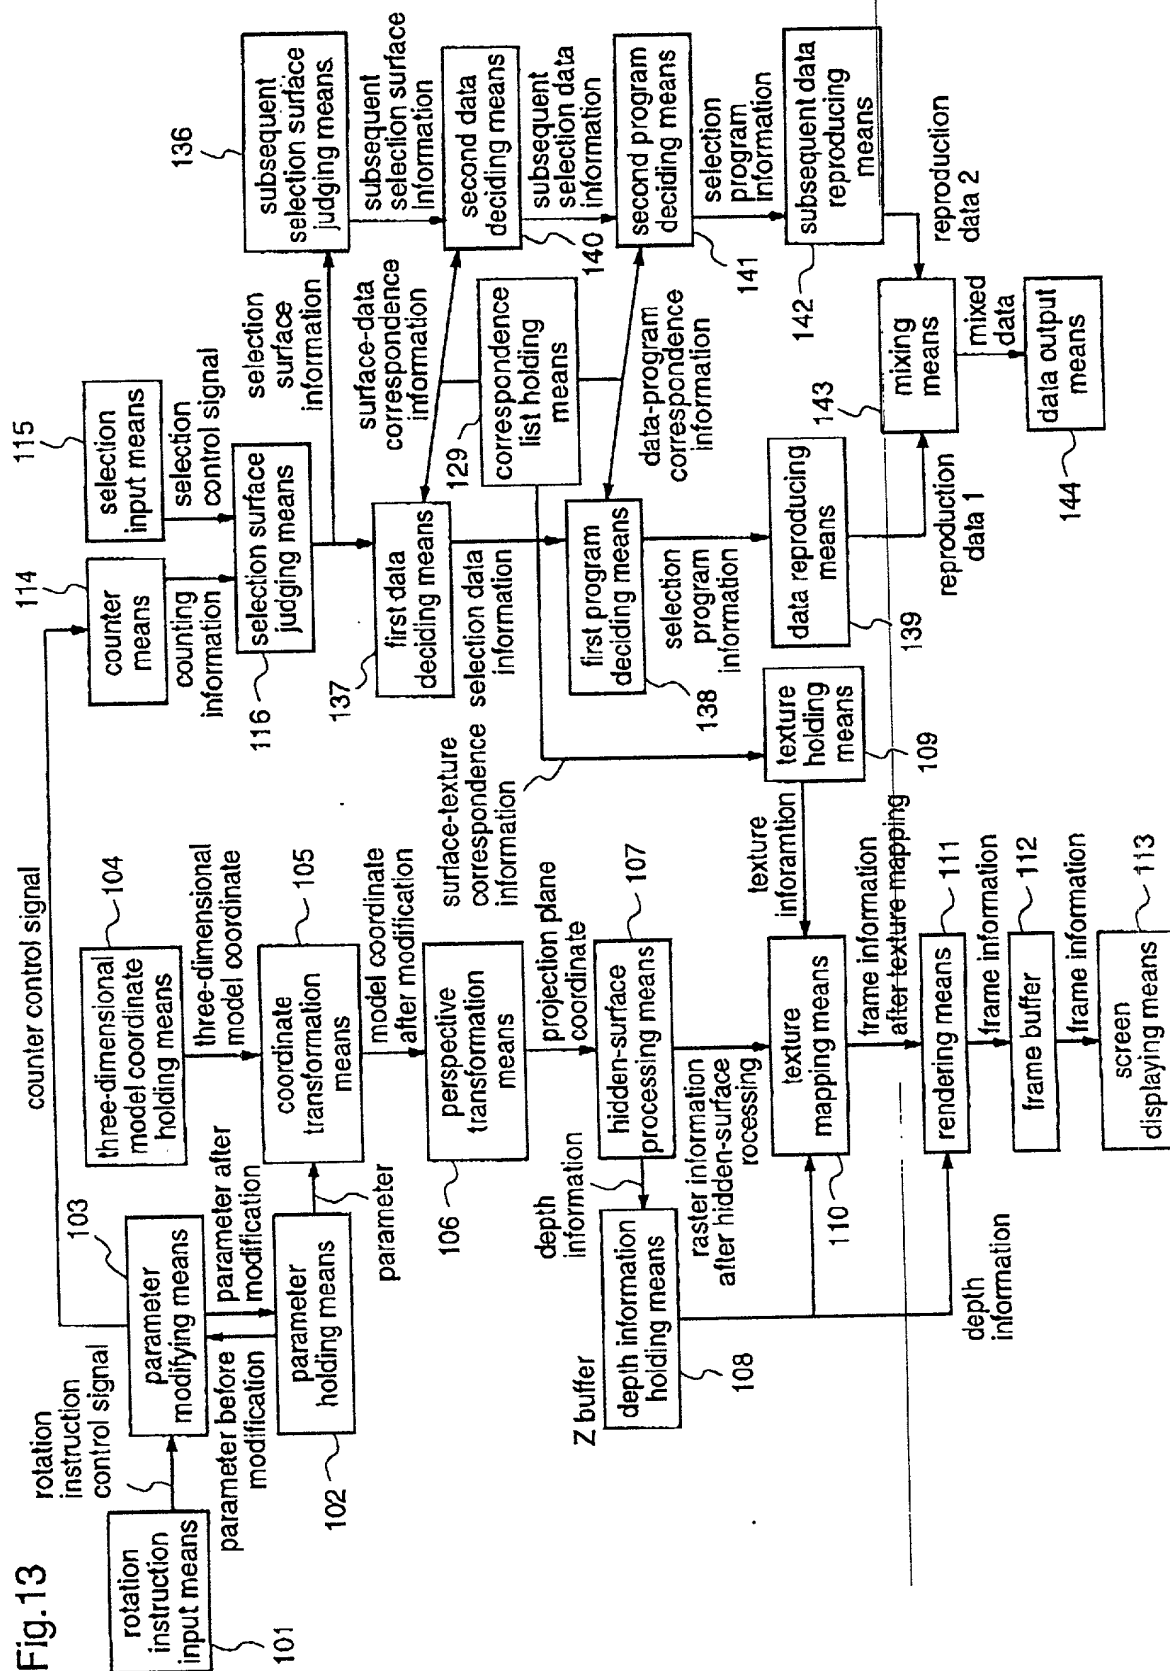 Fig.13
rotation
instruction
input means
101
rotation
instruction
control signal
parameter
modifying means
103
counter control signal
parameter before
modification
parameter after
modification
parameter
holding means
102
parameter
three-dimensional
model coordinate
holding means
104
three-dimensional
model coordinate
coordinate
transformation
means
105
model coordinate
after modification
perspective
transformation
means
106
projection plane
coordinate
hidden-surface
processing means
107
depth
information
Z buffer
depth information
holding means
108
raster information
after hidden-surface
rocessing
texture
mapping means
110
depth
information
frame information
after texture mapping
rendering means
111
frame information
frame buffer
112
frame information
screen
displaying means
113
counter
means
114
counting
information
selection
input means
115
selection
control signal
selection surface
judging means
116
selection
surface
information
first data
deciding means
137
selection data
information
surface-data
correspondence
information
correspondence
list holding
means
129
surface-texture
correspondence
information
data-program
correspondence
information
first program
deciding means
138
selection
program
information
texture
holding
means
109
texture
inforamtion
data reproducing
means
139
reproduction
data 1
subsequent
selection surface
judging means
136
subsequent
selection surface
information
second data
deciding means
140
subsequent
selection data
information
second program
deciding means
141
selection
program
information
subsequent data
reproducing
means
142
reproduction
data 2
mixing
means
143
mixed
data
data output
means
144